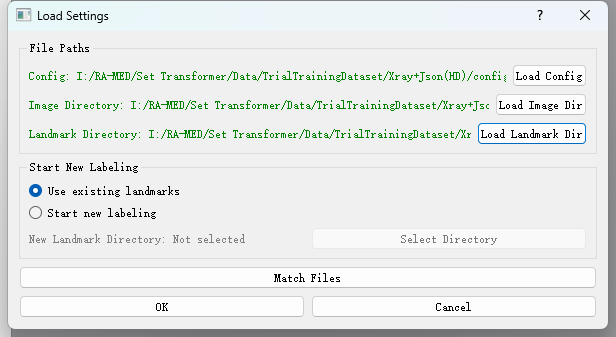 Load Settings
File Paths
Config: I:/RA-MED/Set Transformer/Data/TrialTrainingDataset/Xray+Json(HD)/config Load Config
Image Directory: I:/RA-MED/Set Transformer/Data/TrialTrainingDataset/Xray+Jso Load Image Dir
Landmark Directory: I:/RA-MED/Set Transformer/Data/TrialTrainingDataset/Xr Load Landmark Dir
Start New Labeling
Use existing landmarks
Start new labeling
New Landmark Directory: Not selected Select Directory
Match Files
OK Cancel